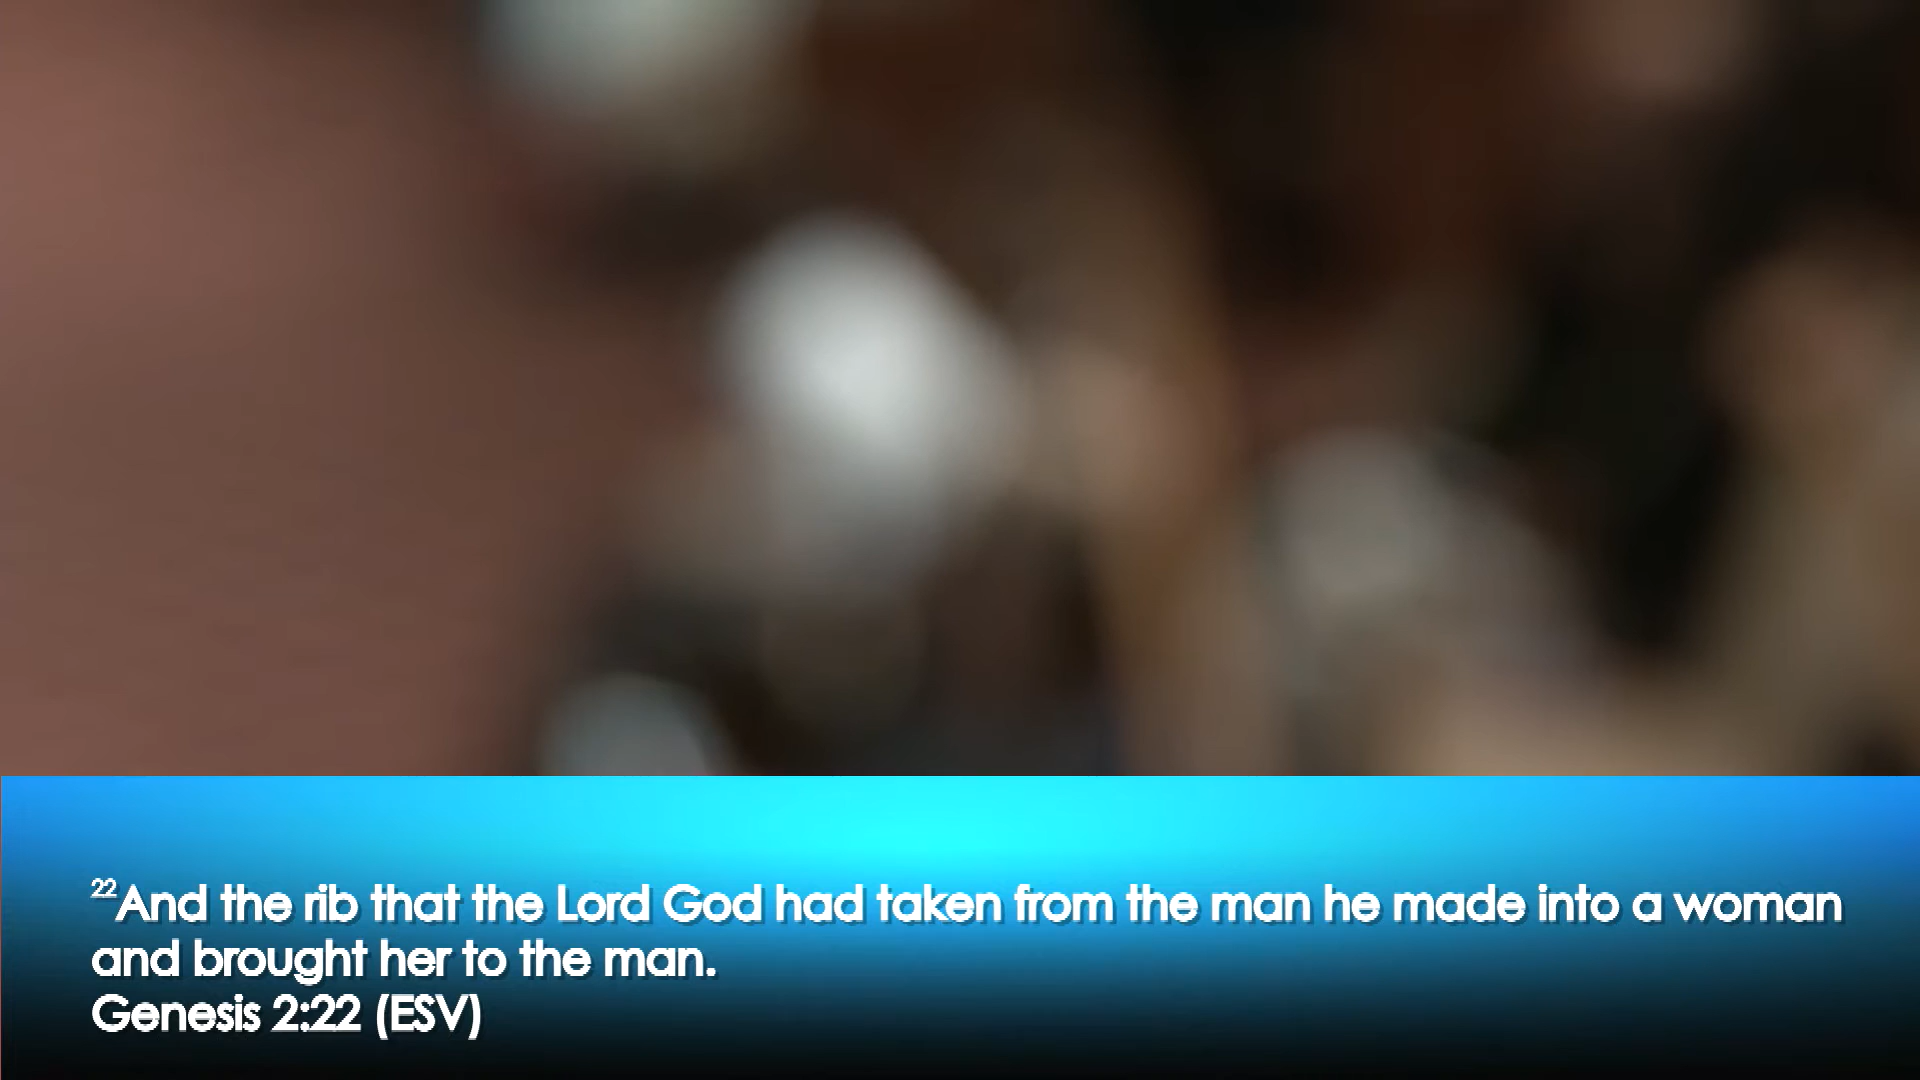 22And the rib that the Lord God had taken from the man he made into a woman
and brought her to the man.
Genesis 2:22 (ESV)